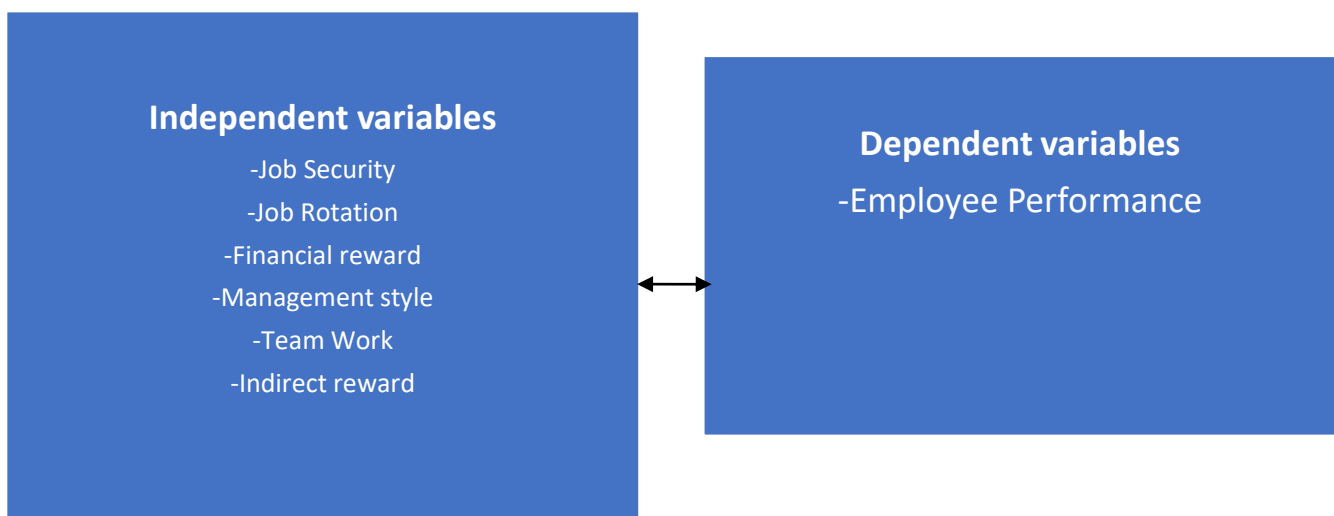 Independent variables
-Job Security
-Job Rotation
-Financial reward
-Management style
-Team Work
-Indirect reward
Dependent variables
-Employee Performance